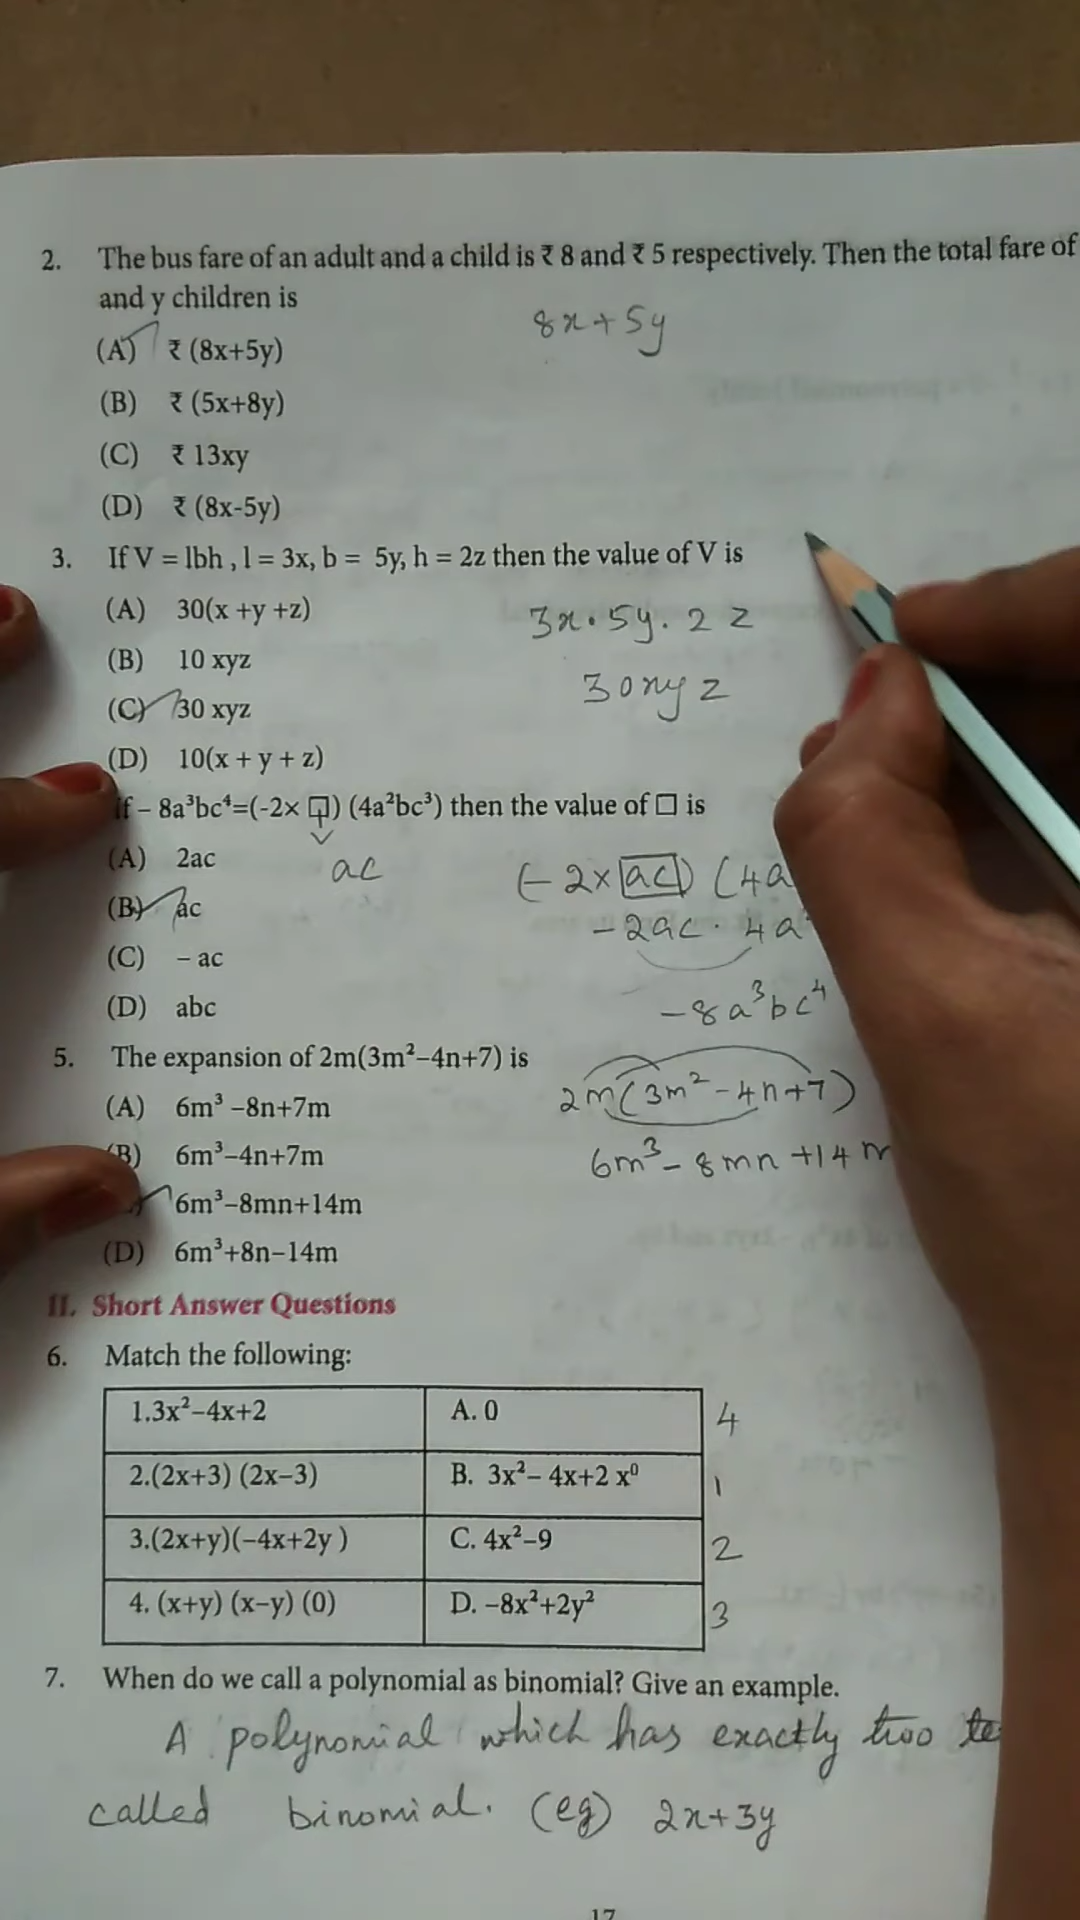 2. The bus fare of an adult and a child is ₹ 8 and ₹ 5 respectively. Then the total fare of
and y children is
8x+5y
(A) ₹ (8x+5y)
(B) ₹ (5x+8y)
(C) ₹ 13xy
(D) ₹ (8x-5y)
3. If V = lbh , l = 3x, b = 5y, h = 2z then the value of V is
(A) 30(x +y +z)
3x.5y.2z
(B) 10 xyz
30xyz
(C) 30 xyz
(D) 10(x + y + z)
If – 8a³bc⁴=(-2× □) (4a²bc³) then the value of □ is
(A) 2ac
ac
(-2×ac) (4a
(B) ac
-2ac. 4a
(C) – ac
(D) abc
-8a³bc⁴
5. The expansion of 2m(3m²–4n+7) is
2m(3m²-4n+7)
(A) 6m³ –8n+7m
(B) 6m³–4n+7m
6m³-8mn+14m
6m³–8mn+14m
(D) 6m³+8n–14m
II. Short Answer Questions
6. Match the following:
1.3x²–4x+2 A. 0 4
2.(2x+3) (2x–3) B. 3x²– 4x+2 x⁰ 1
3.(2x+y)(–4x+2y ) C. 4x²–9 2
4. (x+y) (x–y) (0) D. –8x²+2y² 3
7. When do we call a polynomial as binomial? Give an example.
A polynomial which has exactly two te
called binomial. (eg) 2x+3y
17